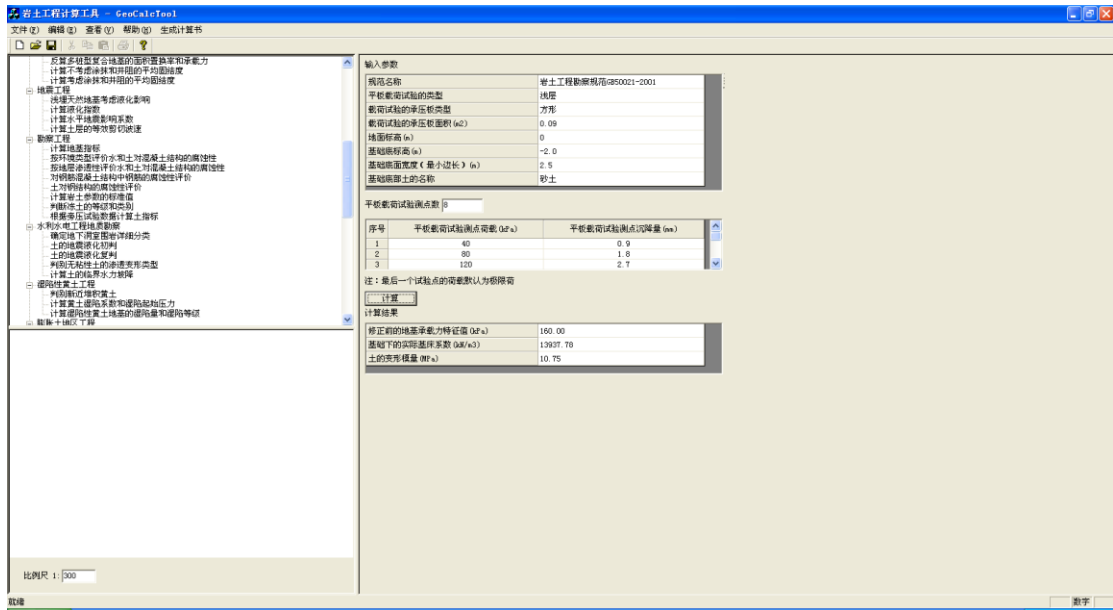 岩土工程计算工具 - GeoCalcTool
文件(F) 编辑(E) 查看(V) 帮助(H) 生成计算书
反算多桩型复合地基的面积置换率和承载力
计算不考虑涂抹和井阻的平均固结度
计算考虑涂抹和井阻的平均固结度
地震工程
浅埋天然地基考虑液化影响
计算液化指数
计算水平地震影响系数
计算土层的等效剪切波速
勘察工程
计算地基指标
按环境类型评价水和土对混凝土结构的腐蚀性
按地层渗透性评价水和土对混凝土结构的腐蚀性
对钢筋混凝土结构中钢筋的腐蚀性评价
土对钢结构的腐蚀性评价
计算岩土参数的标准值
判断冻土的等级和类别
根据旁压试验数据计算土指标
水利水电工程地质勘察
确定地下洞室围岩详细分类
土的地震液化初判
土的地震液化复判
判别无粘性土的渗透变形类型
计算土的临界水力坡降
湿陷性黄土工程
判别新近堆积黄土
计算黄土湿陷系数和湿陷起始压力
计算湿陷性黄土地基的湿陷量和湿陷等级
膨胀土地区工程
比例尺 1: 300
输入参数
规范名称 岩土工程勘察规范GB50021-2001
平板载荷试验的类型 浅层
载荷试验的承压板类型 方形
载荷试验的承压板面积(m2) 0.09
地面标高(m) 0
基础底标高(m) -2.0
基础底面宽度(最小边长)(m) 2.5
基础底部土的名称 砂土
平板载荷试验测点数 8
序号 平板载荷试验测点荷载(kPa) 平板载荷试验测点沉降量(mm)
1 40 0.9
2 80 1.8
3 120 2.7
注:最后一个试验点的荷载默认为极限荷
计算
计算结果
修正前的地基承载力特征值(kPa) 160.00
基础下的实际基床系数(kN/m3) 13937.78
土的变形模量(MPa) 10.75
就绪 数字